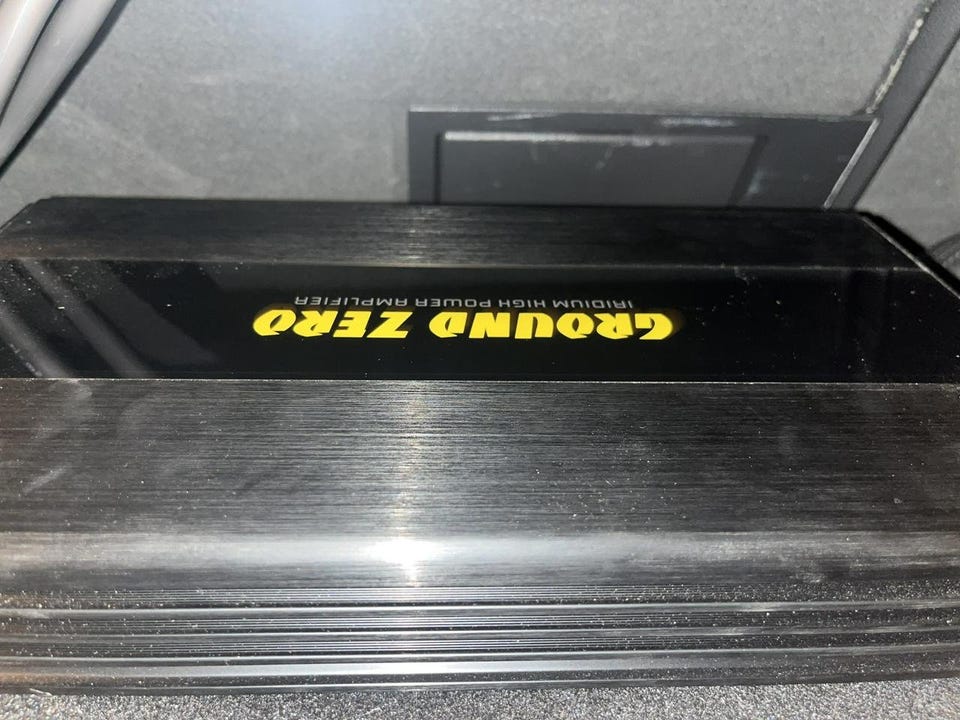 GROUND ZERO
IRIDIUM HIGH POWER AMPLIFIER